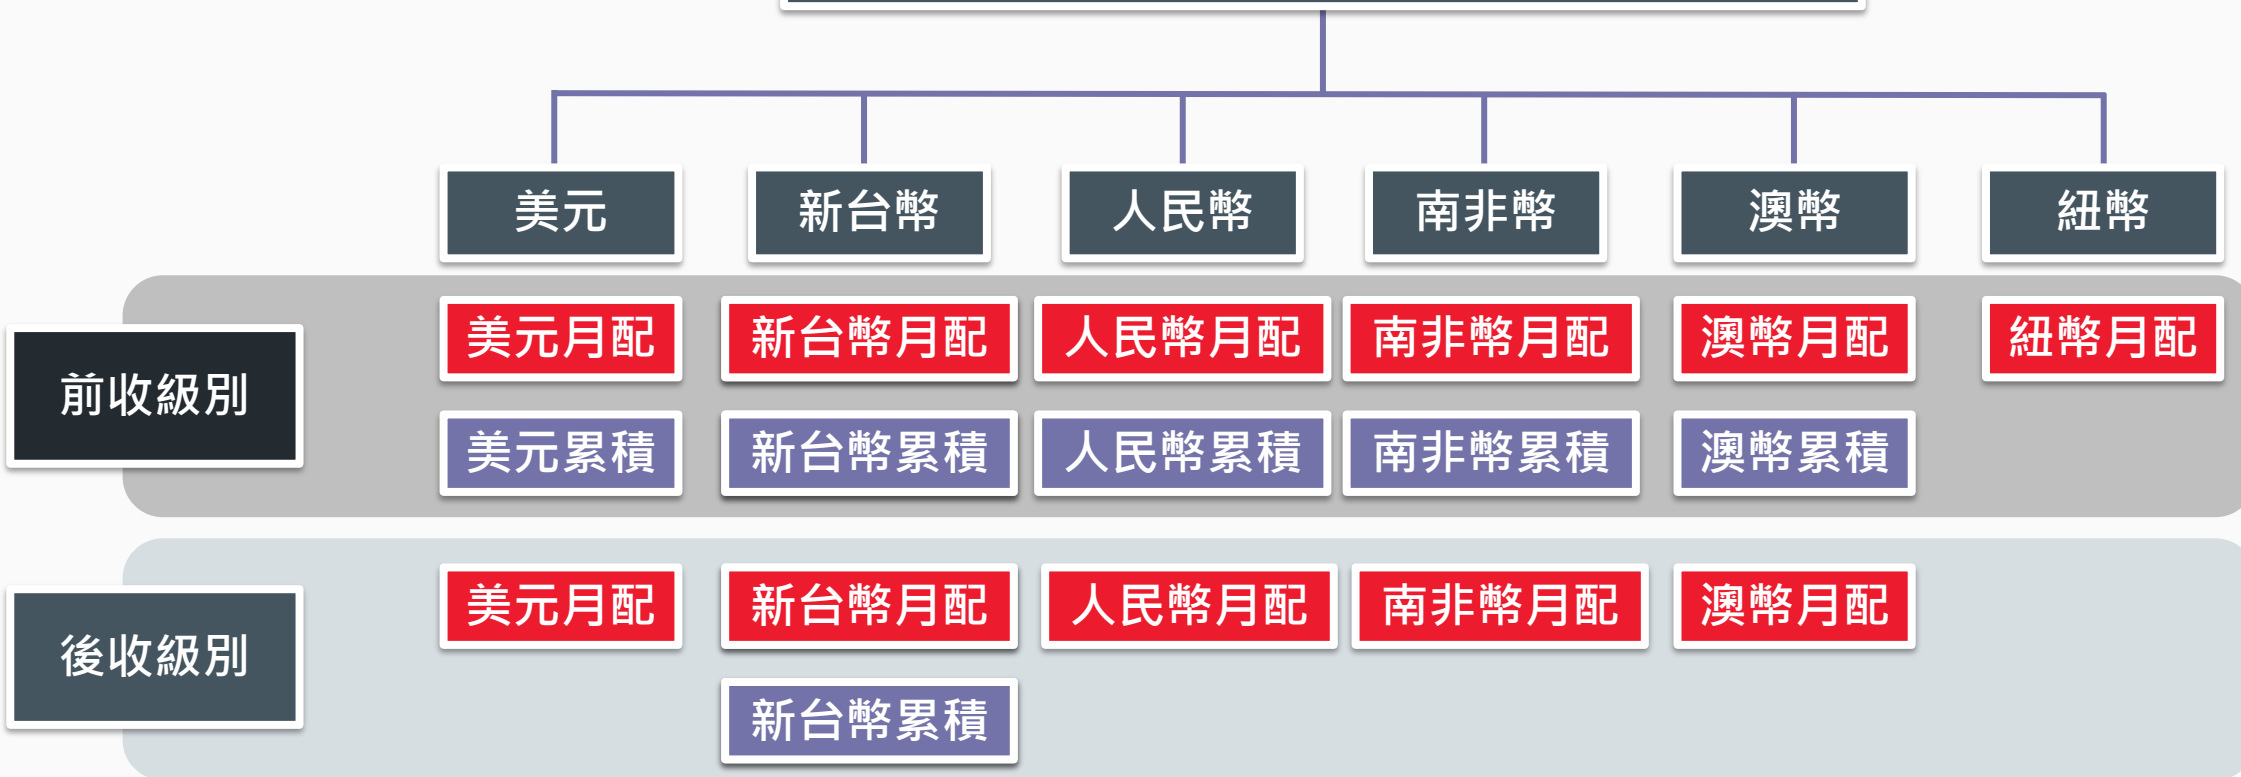 美元 新台幣 人民幣 南非幣 澳幣 紐幣
前收級別
美元月配 新台幣月配 人民幣月配 南非幣月配 澳幣月配 紐幣月配
美元累積 新台幣累積 人民幣累積 南非幣累積 澳幣累積
後收級別
美元月配 新台幣月配 人民幣月配 南非幣月配 澳幣月配
新台幣累積